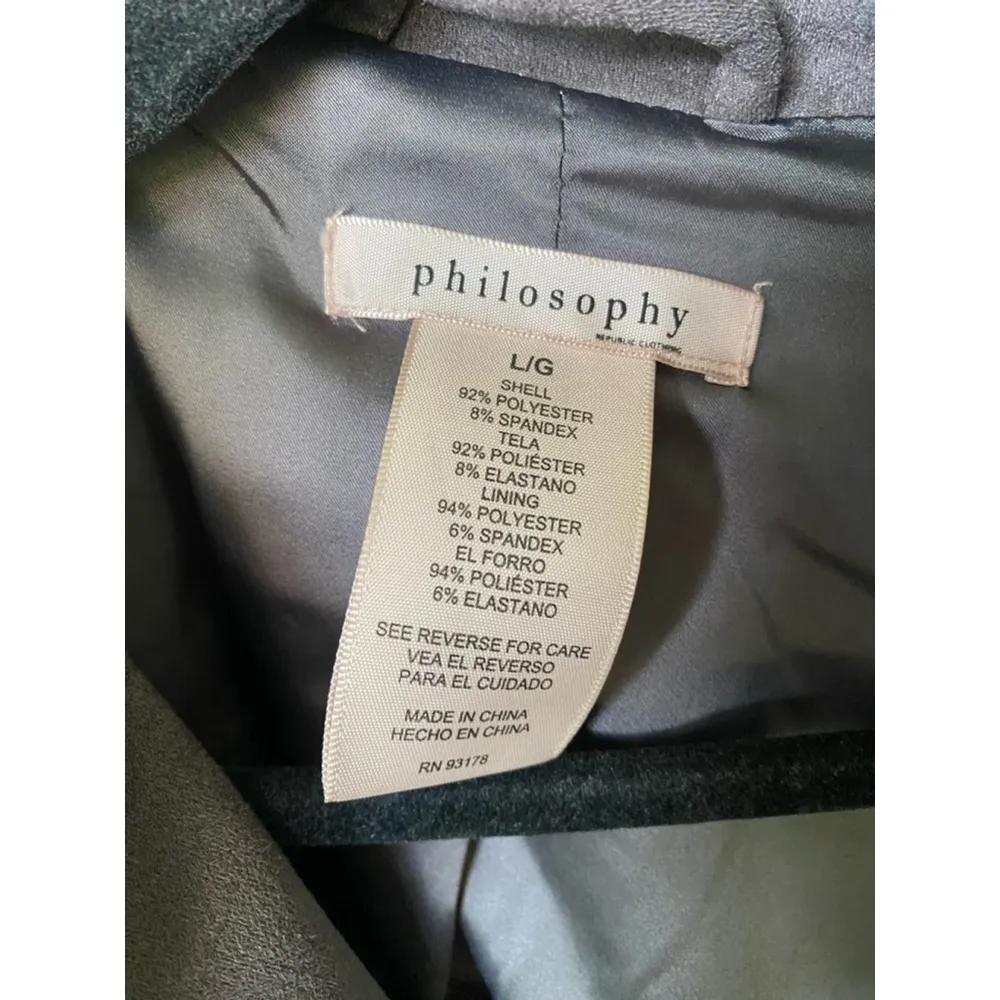 philosophy
REPUBLIC CLOTHING
L/G
SHELL
92% POLYESTER
8% SPANDEX
TELA
92% POLIÉSTER
8% ELASTANO
LINING
94% POLYESTER
6% SPANDEX
EL FORRO
94% POLIÉSTER
6% ELASTANO
SEE REVERSE FOR CARE
VEA EL REVERSO
PARA EL CUIDADO
MADE IN CHINA
HECHO EN CHINA
RN 93178